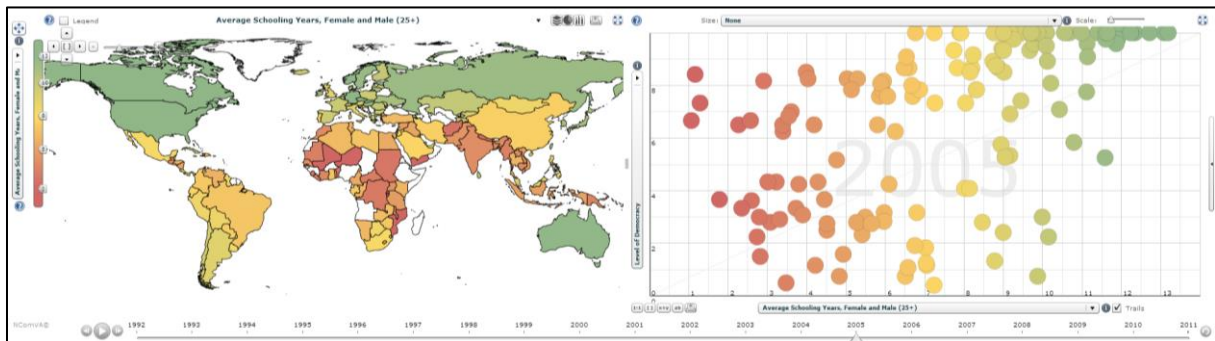 Legend
Average Schooling Years, Female and Male (25+)
Average Schooling Years, Female and Ma
Size: None
Scale:
2005
8
6
4
2
0
Level of Democracy
0 1 2 3 4 5 6 7 8 9 10 11 12 13
Average Schooling Years, Female and Male (25+)
Trails
NComVA©
1992 1993 1994 1995 1996 1997 1998 1999 2000 2001 2002 2003 2004 2005 2006 2007 2008 2009 2010 2011